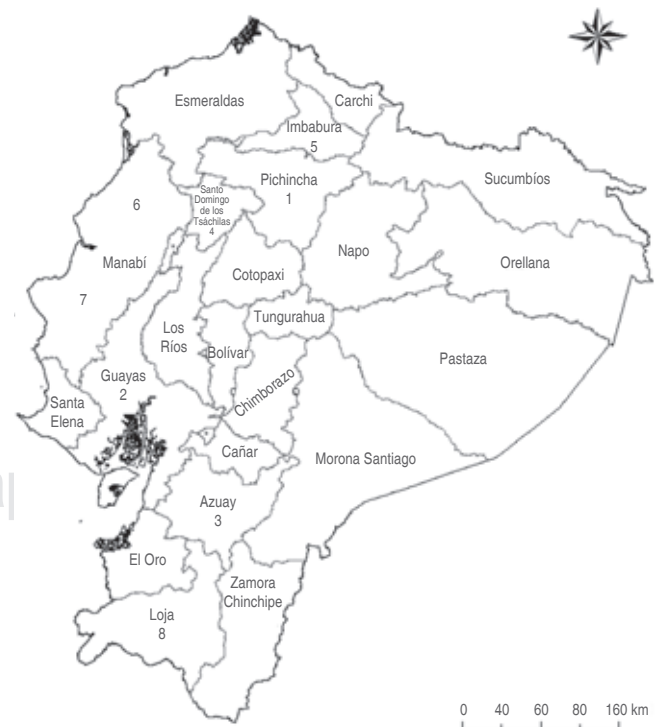 Esmeraldas
Carchi
Imbabura
5
Pichincha
1
Sucumbíos
Santo
Domingo
de los
Tsáchilas
4
6
Manabí
Napo
Orellana
Cotopaxi
7
Tungurahua
Los
Ríos
Bolívar
Pastaza
Guayas
2
Chimborazo
Santa
Elena
Cañar
Morona Santiago
Azuay
3
El Oro
Zamora
Chinchipe
Loja
8
0 40 60 80 160 km